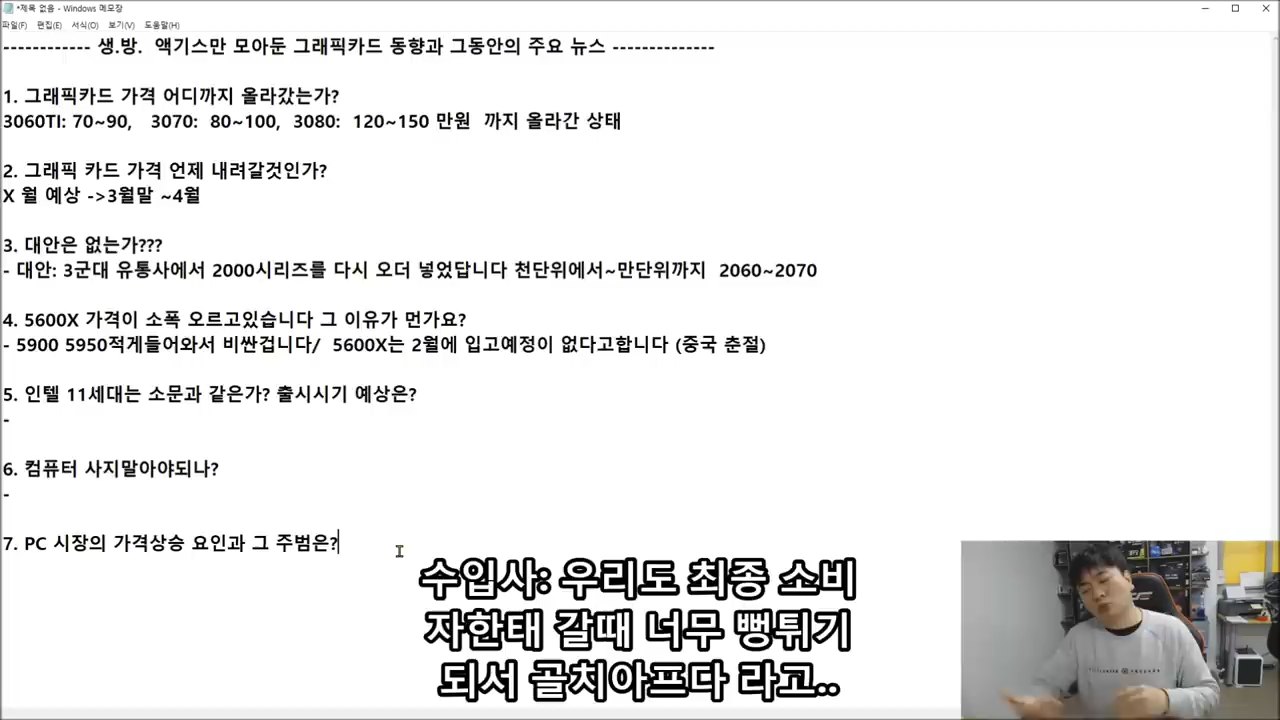 *제목 없음 - Windows 메모장
파일(F) 편집(E) 서식(O) 보기(V) 도움말(H)
------------ 생.방. 액기스만 모아둔 그래픽카드 동향과 그동안의 주요 뉴스 --------------
1. 그래픽카드 가격 어디까지 올라갔는가?
3060TI: 70~90, 3070: 80~100, 3080: 120~150 만원 까지 올라간 상태
2. 그래픽 카드 가격 언제 내려갈것인가?
X 월 예상 ->3월말 ~4월
3. 대안은 없는가???
- 대안: 3군대 유통사에서 2000시리즈를 다시 오더 넣었답니다 천단위에서~만단위까지 2060~2070
4. 5600X 가격이 소폭 오르고있습니다 그 이유가 먼가요?
- 5900 5950적게들어와서 비싼겁니다/ 5600X는 2월에 입고예정이 없다고합니다 (중국 춘절)
5. 인텔 11세대는 소문과 같은가? 출시시기 예상은?
-
6. 컴퓨터 사지말아야되나?
-
7. PC 시장의 가격상승 요인과 그 주범은?
수입사: 우리도 최종 소비
자한태 갈때 너무 뻥튀기
되서 골치아프다 라고..